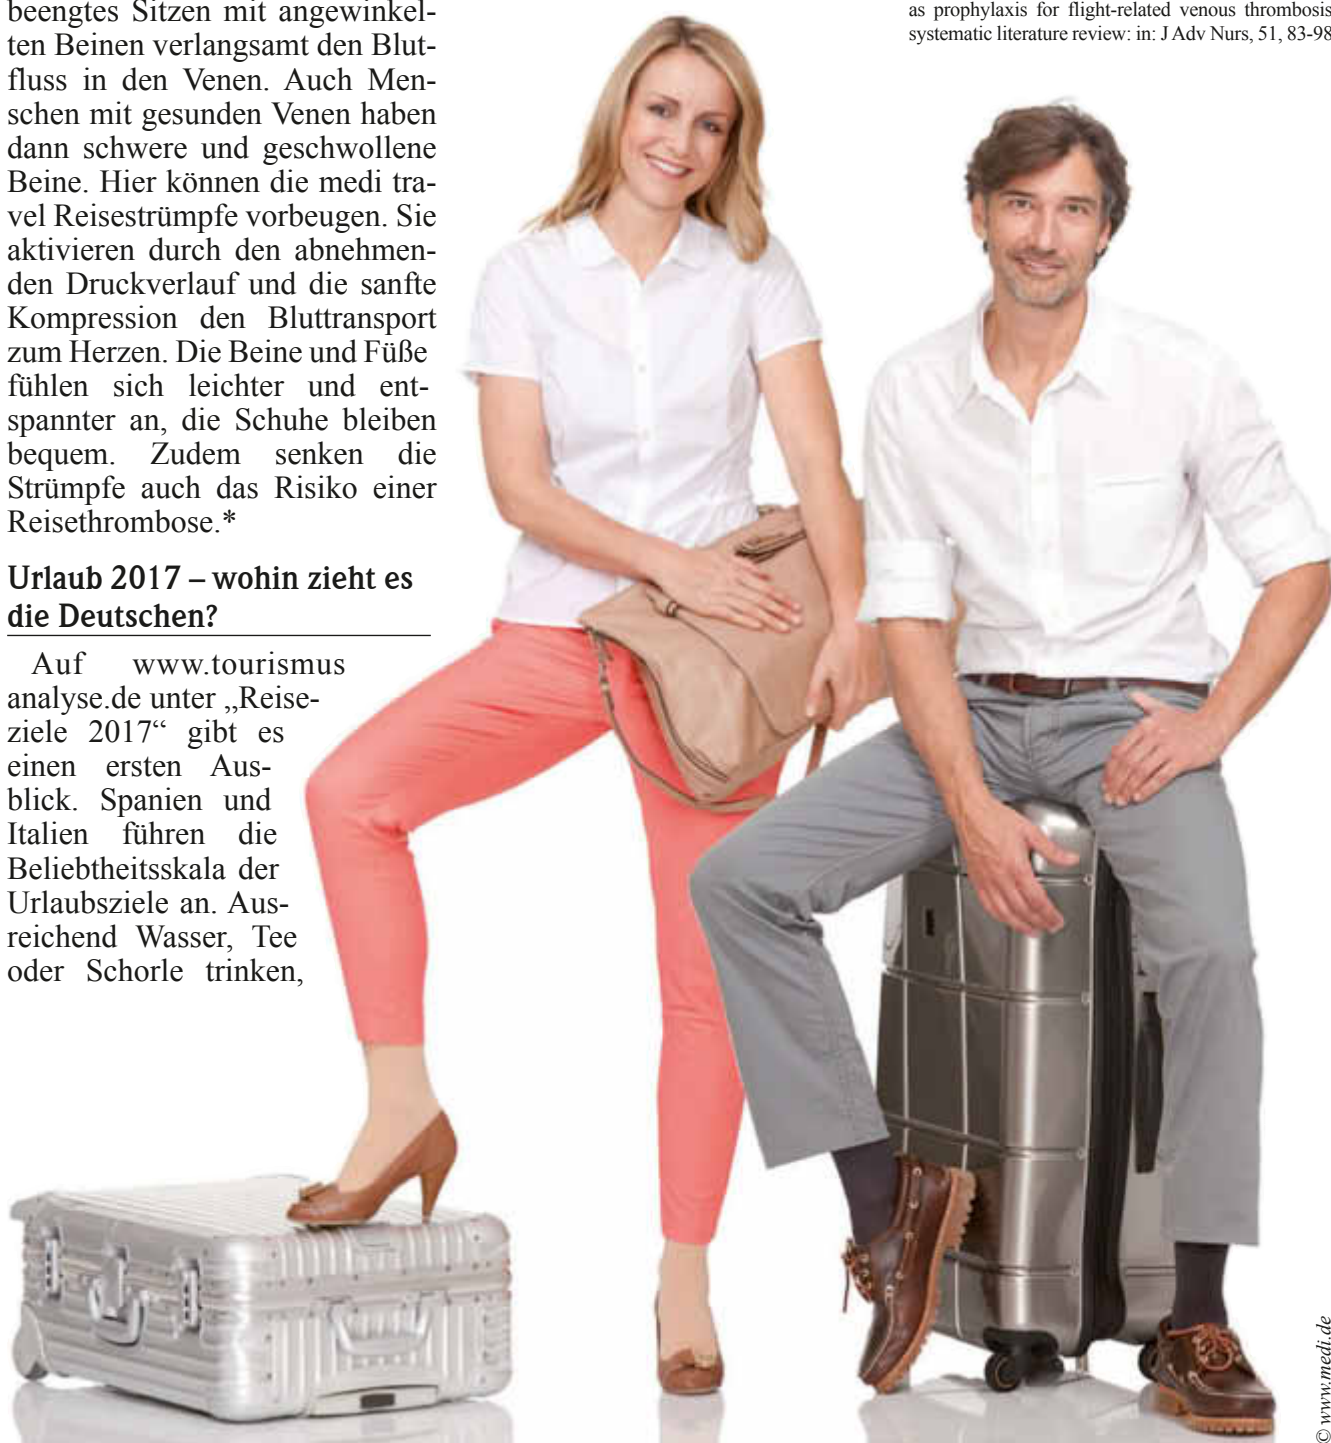 beengtes Sitzen mit angewinkel-
ten Beinen verlangsamt den Blut-
fluss in den Venen. Auch Men-
schen mit gesunden Venen haben
dann schwere und geschwollene
Beine. Hier können die medi tra-
vel Reisestrümpfe vorbeugen. Sie
aktivieren durch den abnehmen-
den Druckverlauf und die sanfte
Kompression den Bluttransport
zum Herzen. Die Beine und Füße
fühlen sich leichter und ent-
spannter an, die Schuhe bleiben
bequem. Zudem senken die
Strümpfe auch das Risiko einer
Reisethrombose.*
Urlaub 2017 – wohin zieht es
die Deutschen?
Auf www.tourismus
analyse.de unter „Reise-
ziele 2017“ gibt es
einen ersten Aus-
blick. Spanien und
Italien führen die
Beliebtheitsskala der
Urlaubsziele an. Aus-
reichend Wasser, Tee
oder Schorle trinken,
as prophylaxis for flight-related venous thrombosis
systematic literature review: in: J Adv Nurs, 51, 83-98
© www.medi.de